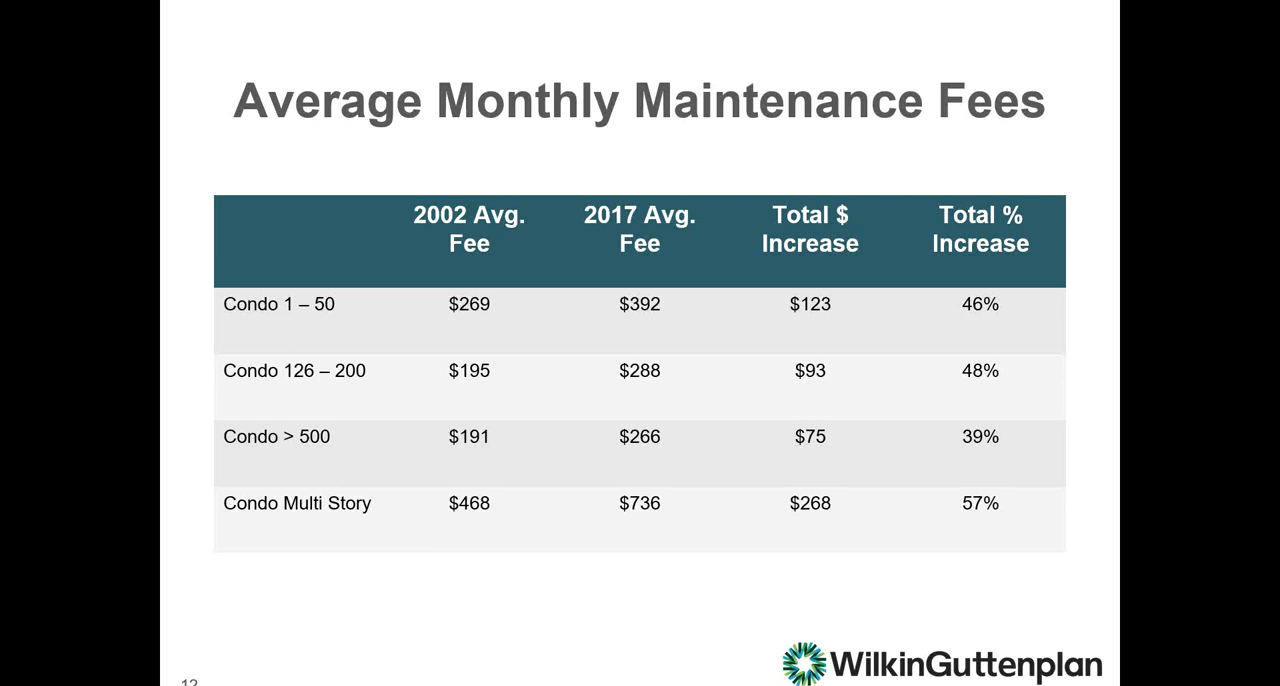 Average Monthly Maintenance Fees
2002 Avg. Fee 2017 Avg. Fee Total $ Increase Total % Increase
Condo 1 – 50 $269 $392 $123 46%
Condo 126 – 200 $195 $288 $93 48%
Condo > 500 $191 $266 $75 39%
Condo Multi Story $468 $736 $268 57%
WilkinGuttenplan
12